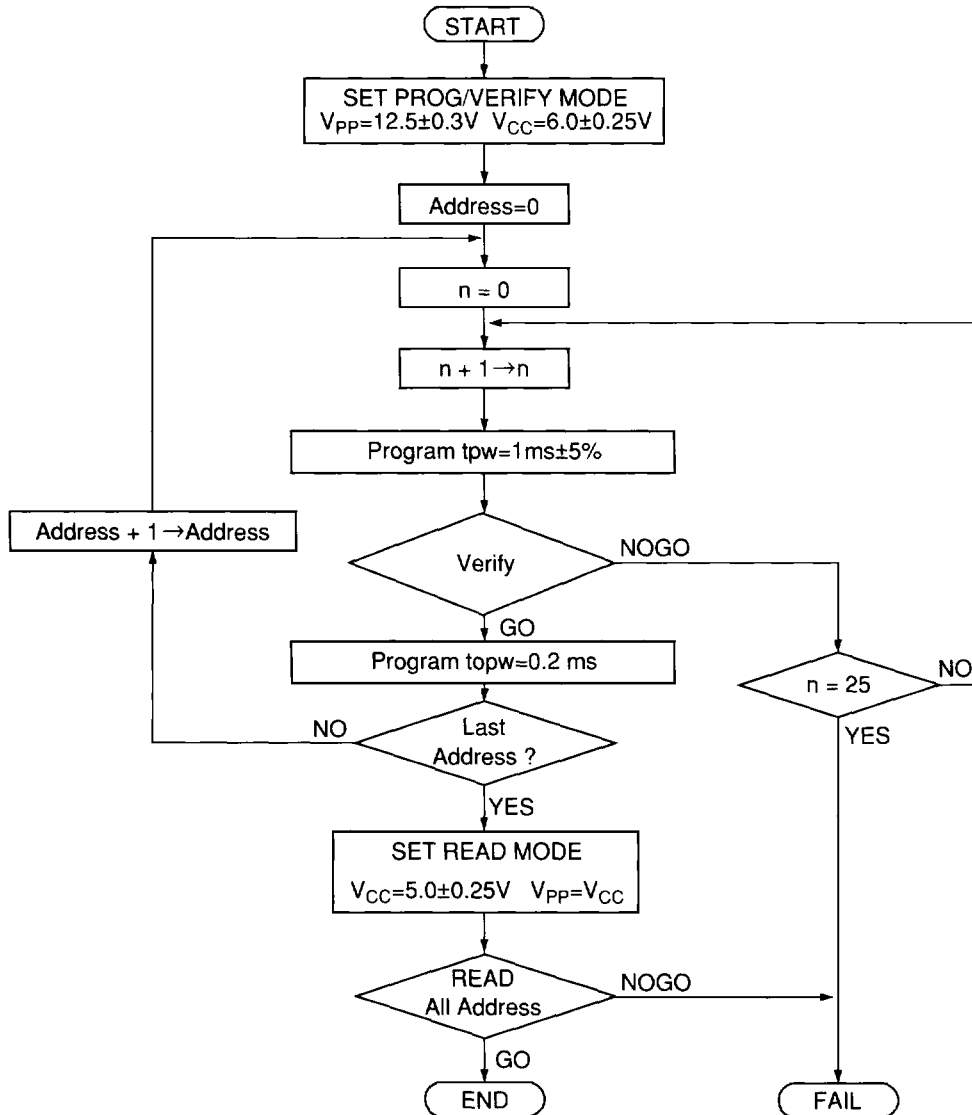 START
SET PROG/VERIFY MODE
V_PP=12.5±0.3V V_CC=6.0±0.25V
Address=0
n = 0
n + 1→n
Program tpw=1ms±5%
Address + 1→Address
Verify
NOGO
GO
Program topw=0.2 ms
n = 25
NO
YES
NO
Last
Address ?
YES
SET READ MODE
V_CC=5.0±0.25V V_PP=V_CC
READ
All Address
NOGO
GO
END
FAIL